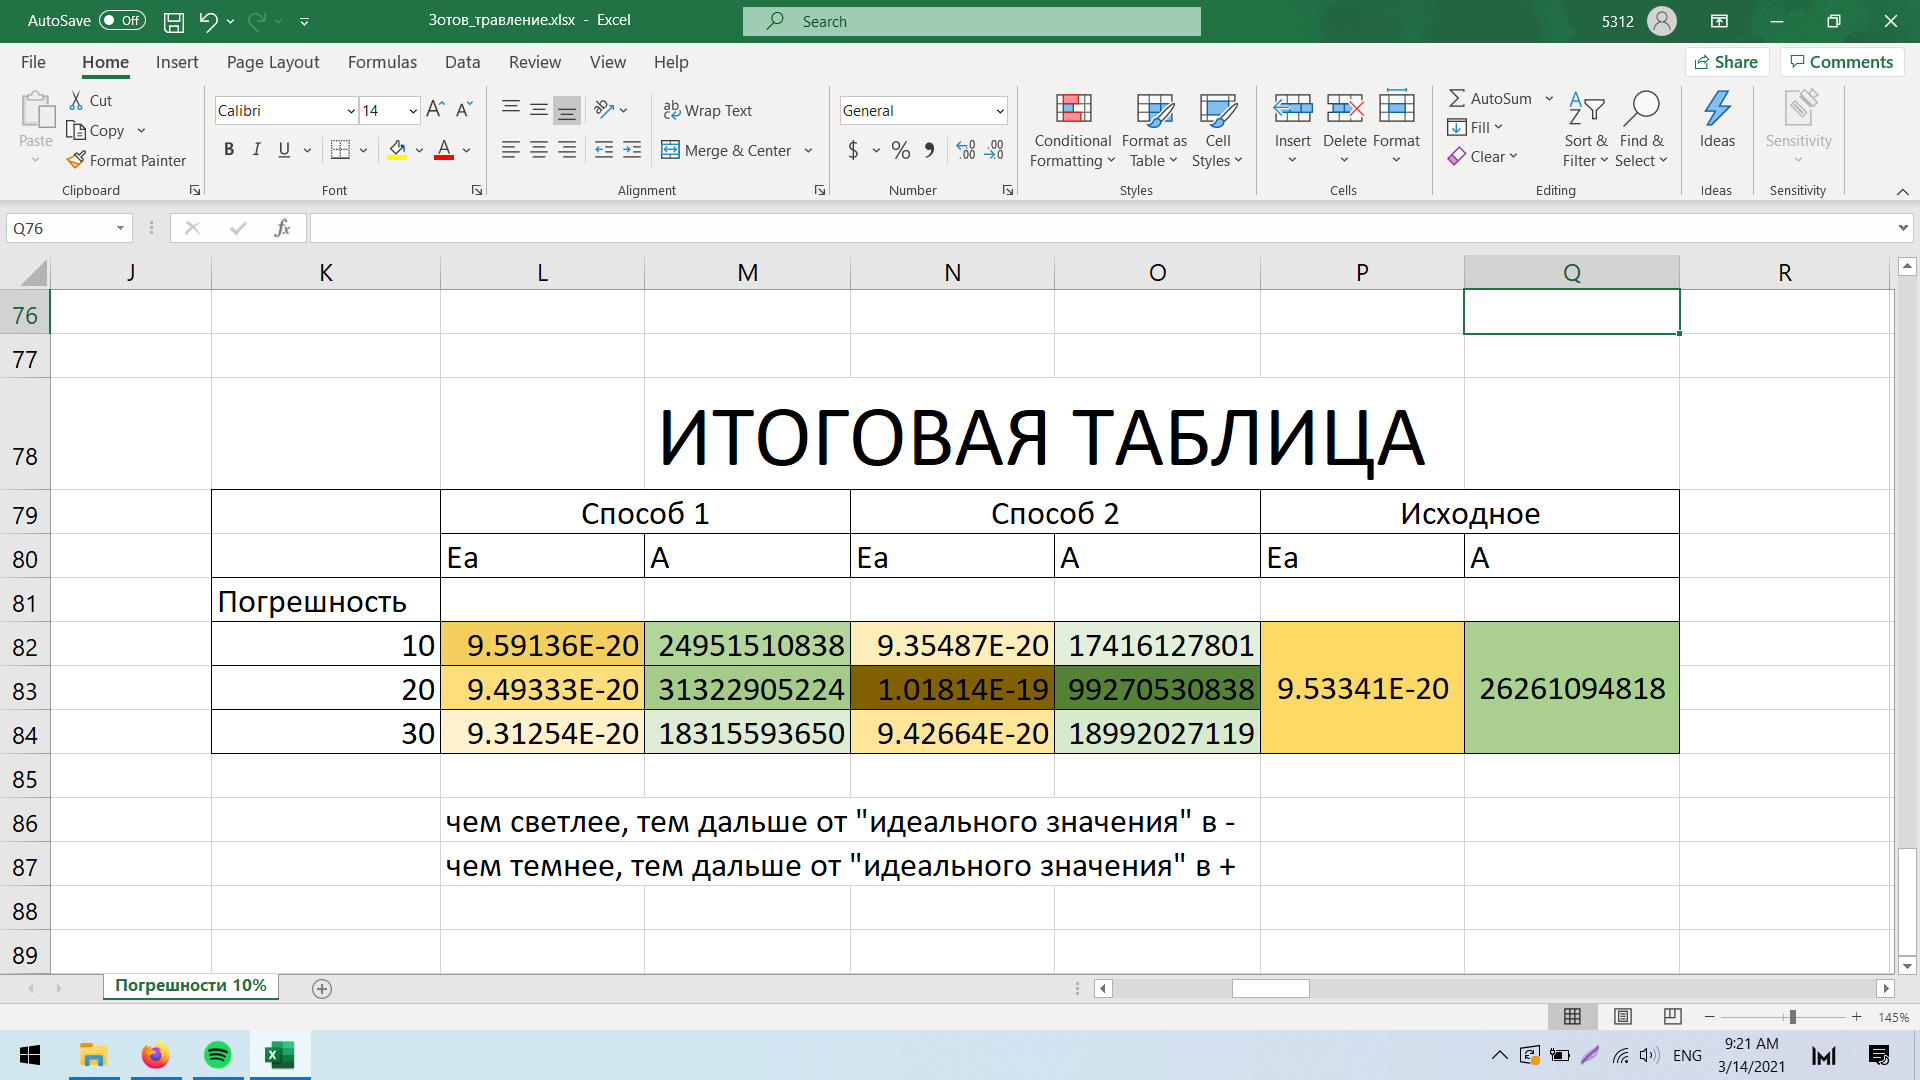 AutoSave Off Зотов_травление.xlsx - Excel Search 5312
File Home Insert Page Layout Formulas Data Review View Help Share Comments
Paste Cut Copy Format Painter Clipboard
Calibri 14 A A B I U A Font
ab Wrap Text Merge & Center Alignment
General $ % 9 .00 .00 Number
Conditional Formatting Format as Table Cell Styles Styles
Insert Delete Format Cells
AutoSum Fill Clear Sort & Filter Find & Select Editing
Ideas Ideas
Sensitivity Sensitivity
Q76 fx
J K L M N O P Q R
76
77
78 ИТОГОВАЯ ТАБЛИЦА
79 Способ 1 Способ 2 Исходное
80 Ea A Ea A Ea A
81 Погрешность
82 10 9.59136E-20 24951510838 9.35487E-20 17416127801
83 20 9.49333E-20 31322905224 1.01814E-19 99270530838 9.53341E-20 26261094818
84 30 9.31254E-20 18315593650 9.42664E-20 18992027119
85
86 чем светлее, тем дальше от "идеального значения" в -
87 чем темнее, тем дальше от "идеального значения" в +
88
89
Погрешности 10%
145%
ENG 9:21 AM
3/14/2021